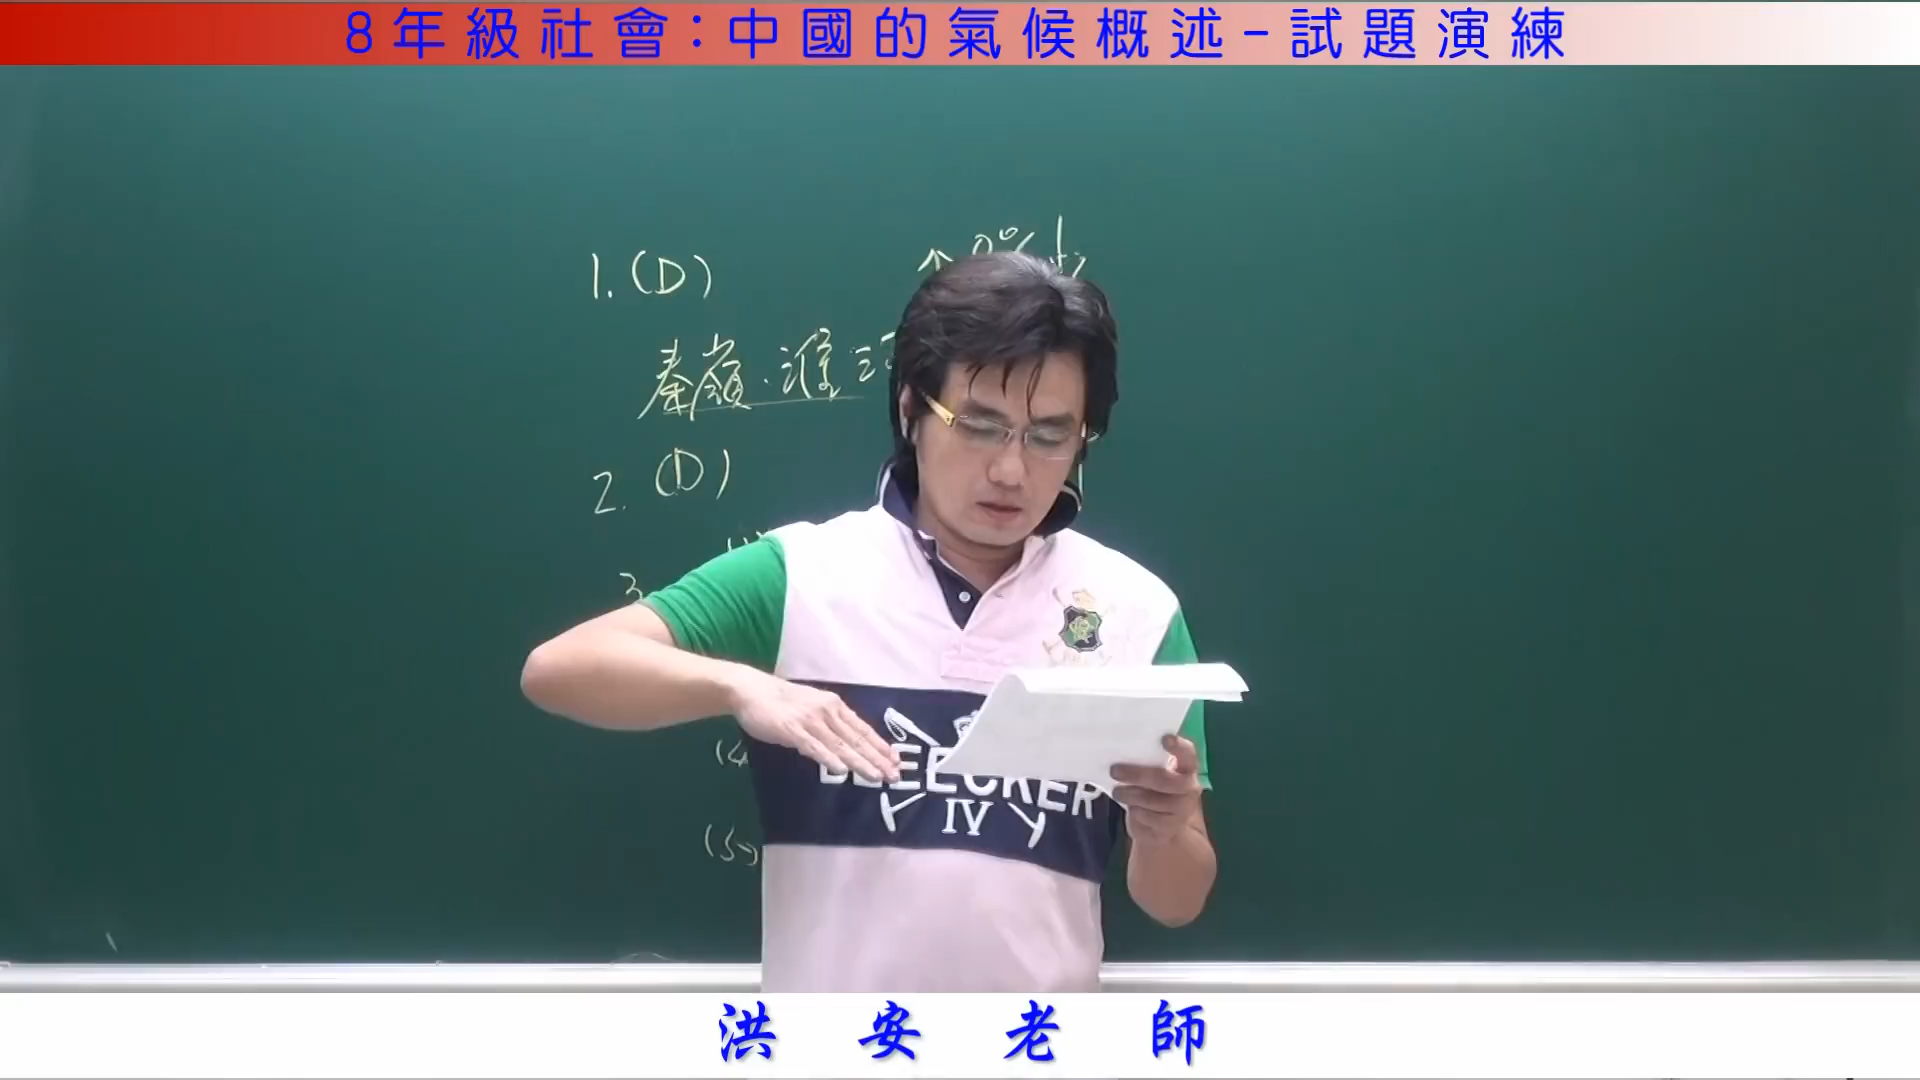 8年級社會:中國的氣候概述-試題演練
1.(D)
秦嶺.淮
2.(D)
3.
(4
(5)
BLEECKER
IV
洪安老師